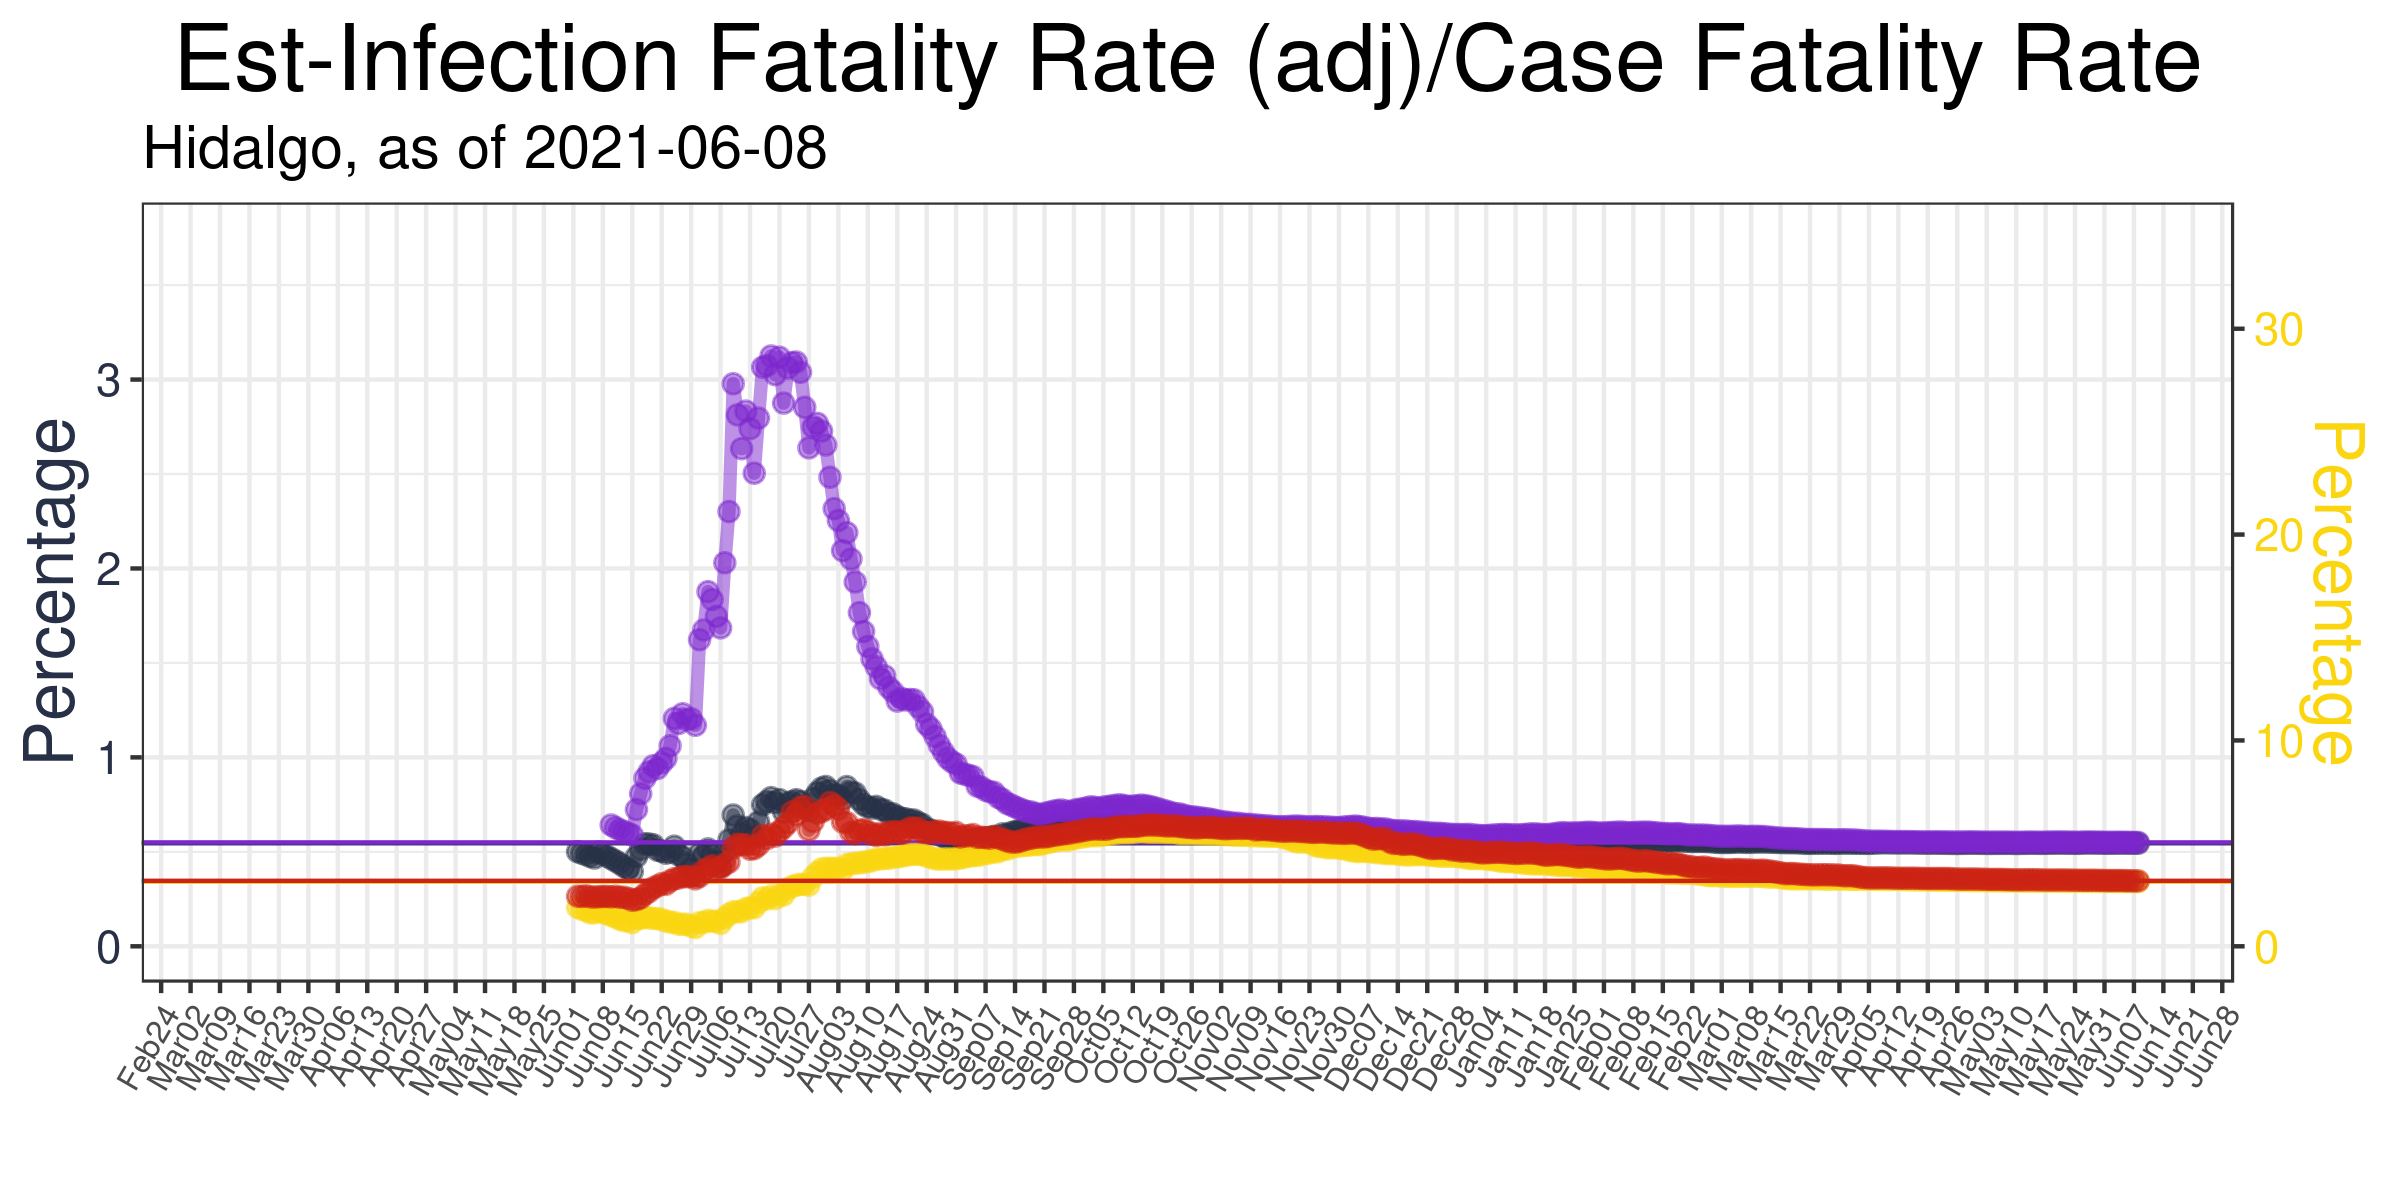 Est-Infection Fatality Rate (adj)/Case Fatality Rate
Hidalgo, as of 2021-06-08
Percentage
3
2
1
0
30
20
10
0
Percentage
Feb24
Mar02
Mar09
Mar16
Mar23
Mar30
Apr06
Apr13
Apr20
Apr27
May04
May11
May18
May25
Jun01
Jun08
Jun15
Jun22
Jun29
Jul06
Jul13
Jul20
Jul27
Aug03
Aug10
Aug17
Aug24
Aug31
Sep07
Sep14
Sep21
Sep28
Oct05
Oct12
Oct19
Oct26
Nov02
Nov09
Nov16
Nov23
Nov30
Dec07
Dec14
Dec21
Dec28
Jan04
Jan11
Jan18
Jan25
Feb01
Feb08
Feb15
Feb22
Mar01
Mar08
Mar15
Mar22
Mar29
Apr05
Apr12
Apr19
Apr26
May03
May10
May17
May24
May31
Jun07
Jun14
Jun21
Jun28